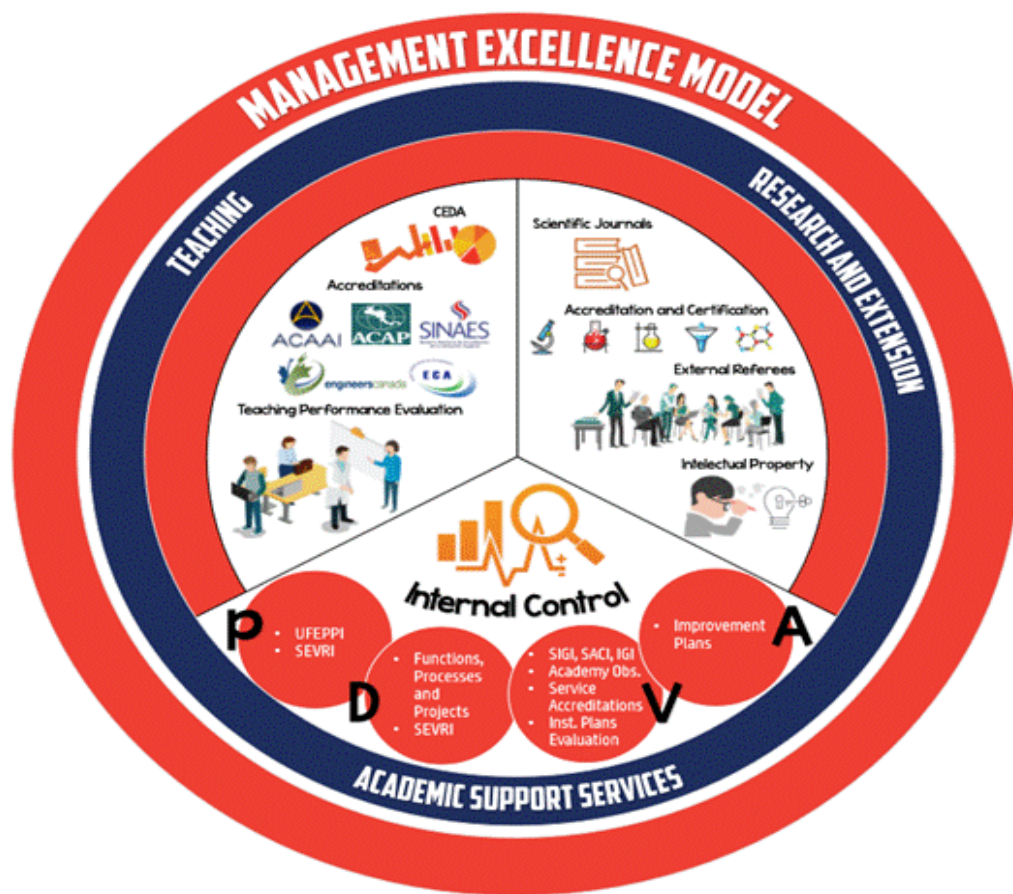 MANAGEMENT EXCELLENCE MODEL
TEACHING
RESEARCH AND EXTENSION
CEDA
Accreditations
ACAAI
ACAP
SINAES
engineerscanada
ECA
Teaching Performance Evaluation
Scientific Journals
Accreditation and Certification
External Referees
Intelectual Property
Internal Control
P
• UFEPPI
• SEVRI
D
• Functions,
Processes
and
Projects
• SEVRI
• SIGI, SACI, IGI
• Academy Obs.
• Service
Accreditations
• Inst. Plans
Evaluation
V
• Improvement
Plans
A
ACADEMIC SUPPORT SERVICES